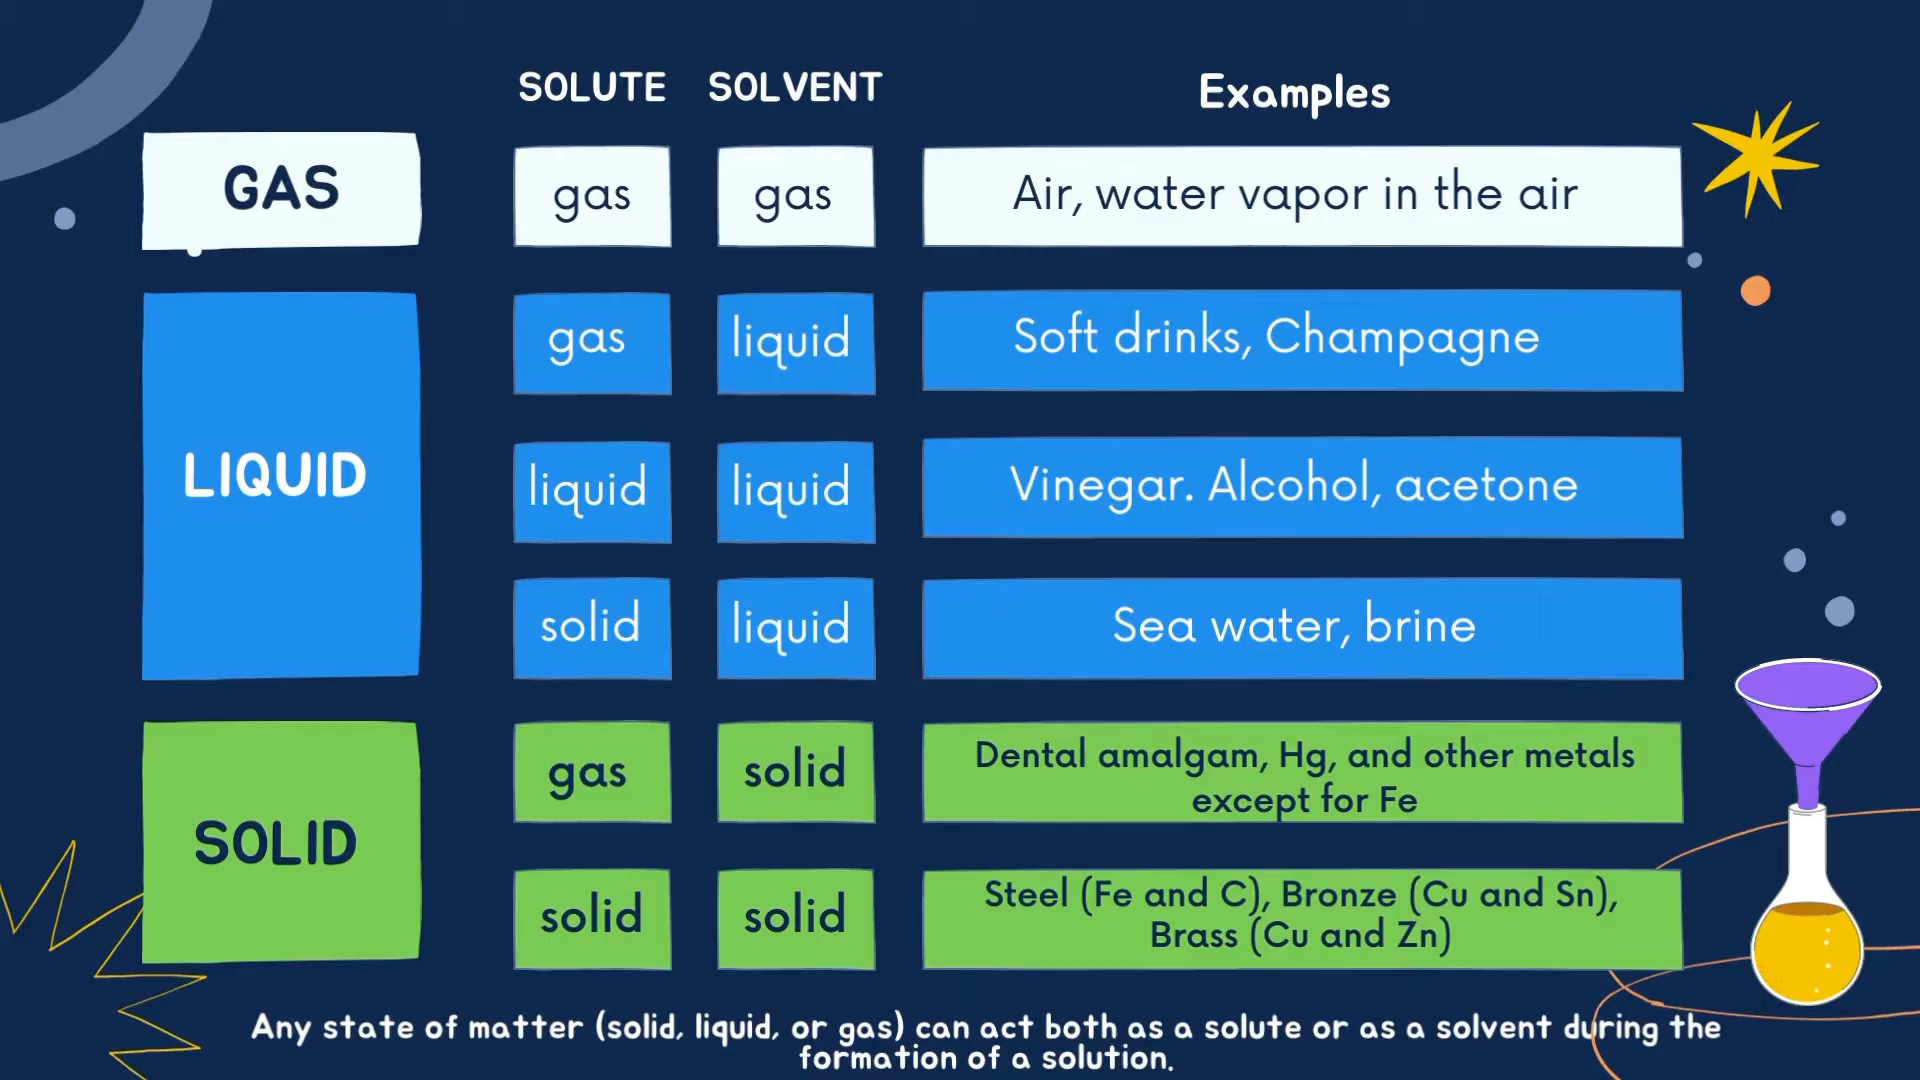 SOLUTE SOLVENT Examples
GAS gas gas Air, water vapor in the air
gas liquid Soft drinks, Champagne
LIQUID liquid liquid Vinegar. Alcohol, acetone
solid liquid Sea water, brine
gas solid Dental amalgam, Hg, and other metals
except for Fe
SOLID
solid solid Steel (Fe and C), Bronze (Cu and Sn),
Brass (Cu and Zn)
Any state of matter (solid, liquid, or gas) can act both as a solute or as a solvent during the
formation of a solution.